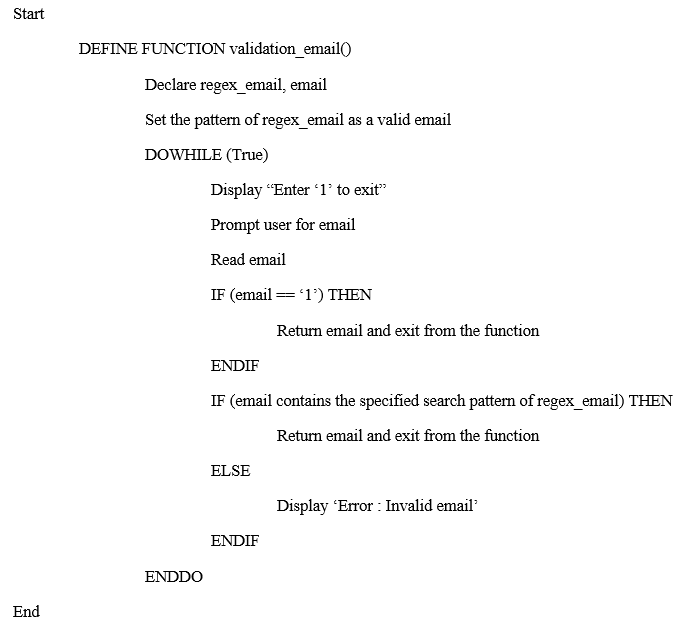 Start
DEFINE FUNCTION validation_email()
Declare regex_email, email
Set the pattern of regex_email as a valid email
DOWHILE (True)
Display “Enter ‘1’ to exit”
Prompt user for email
Read email
IF (email == ‘1’) THEN
Return email and exit from the function
ENDIF
IF (email contains the specified search pattern of regex_email) THEN
Return email and exit from the function
ELSE
Display ‘Error : Invalid email’
ENDIF
ENDDO
End